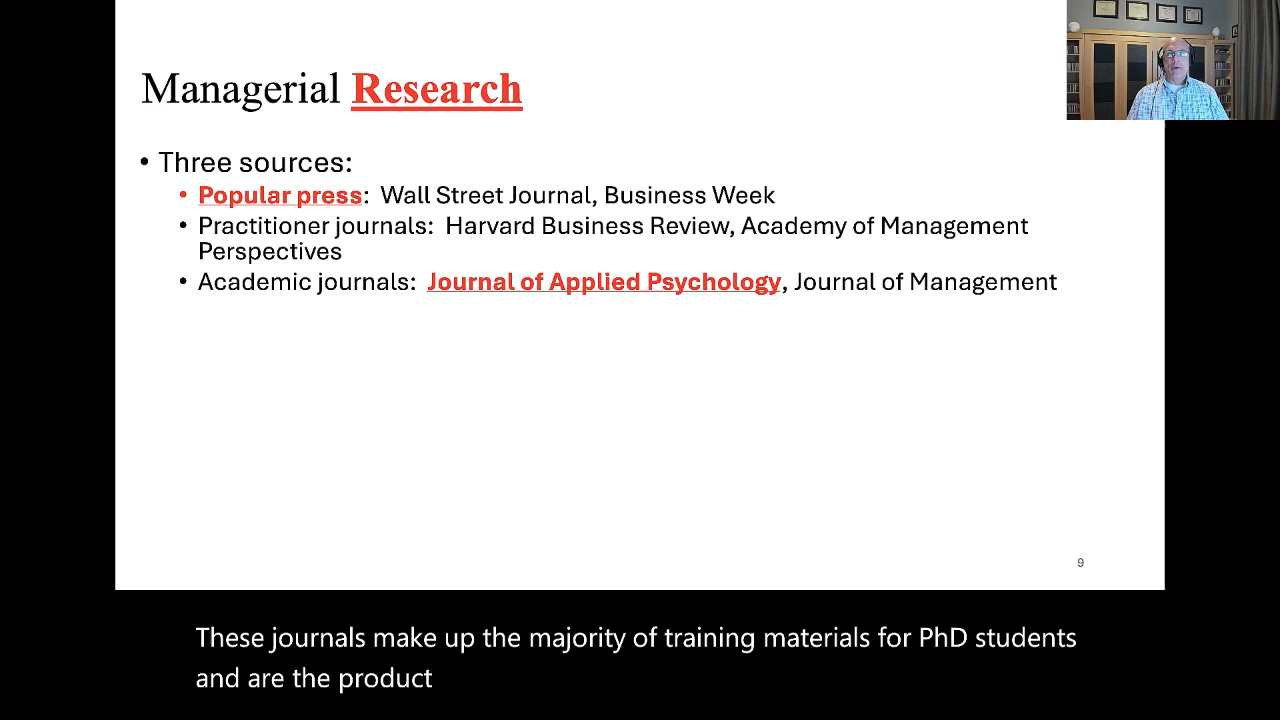 Managerial Research
• Three sources:
• Popular press: Wall Street Journal, Business Week
• Practitioner journals: Harvard Business Review, Academy of Management
Perspectives
• Academic journals: Journal of Applied Psychology, Journal of Management
9
These journals make up the majority of training materials for PhD students
and are the product